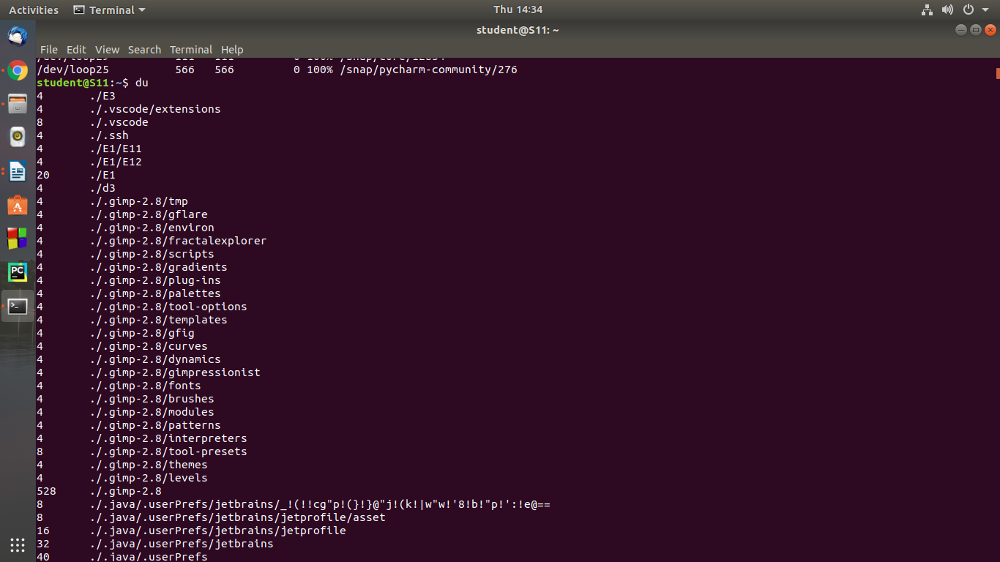 Activities Terminal Thu 14:34
student@S11: ~
File Edit View Search Terminal Help
/dev/loop25 566 566 0 100% /snap/pycharm-community/276
student@S11:~$ du
4 ./E3
4 ./.vscode/extensions
8 ./.vscode
4 ./.ssh
4 ./E1/E11
4 ./E1/E12
20 ./E1
4 ./d3
4 ./.gimp-2.8/tmp
4 ./.gimp-2.8/gflare
4 ./.gimp-2.8/environ
4 ./.gimp-2.8/fractalexplorer
4 ./.gimp-2.8/scripts
4 ./.gimp-2.8/gradients
4 ./.gimp-2.8/plug-ins
4 ./.gimp-2.8/palettes
4 ./.gimp-2.8/tool-options
4 ./.gimp-2.8/templates
4 ./.gimp-2.8/gfig
4 ./.gimp-2.8/curves
4 ./.gimp-2.8/dynamics
4 ./.gimp-2.8/gimpressionist
4 ./.gimp-2.8/fonts
4 ./.gimp-2.8/brushes
4 ./.gimp-2.8/modules
4 ./.gimp-2.8/patterns
4 ./.gimp-2.8/interpreters
8 ./.gimp-2.8/tool-presets
4 ./.gimp-2.8/themes
4 ./.gimp-2.8/levels
528 ./.gimp-2.8
8 ./.java/.userPrefs/jetbrains/_!(!!cg"p!(}!}@"j!(k!|w"w!'8!b!"p!':!e@==
8 ./.java/.userPrefs/jetbrains/jetprofile/asset
16 ./.java/.userPrefs/jetbrains/jetprofile
32 ./.java/.userPrefs/jetbrains
40 ./.java/.userPrefs
PC